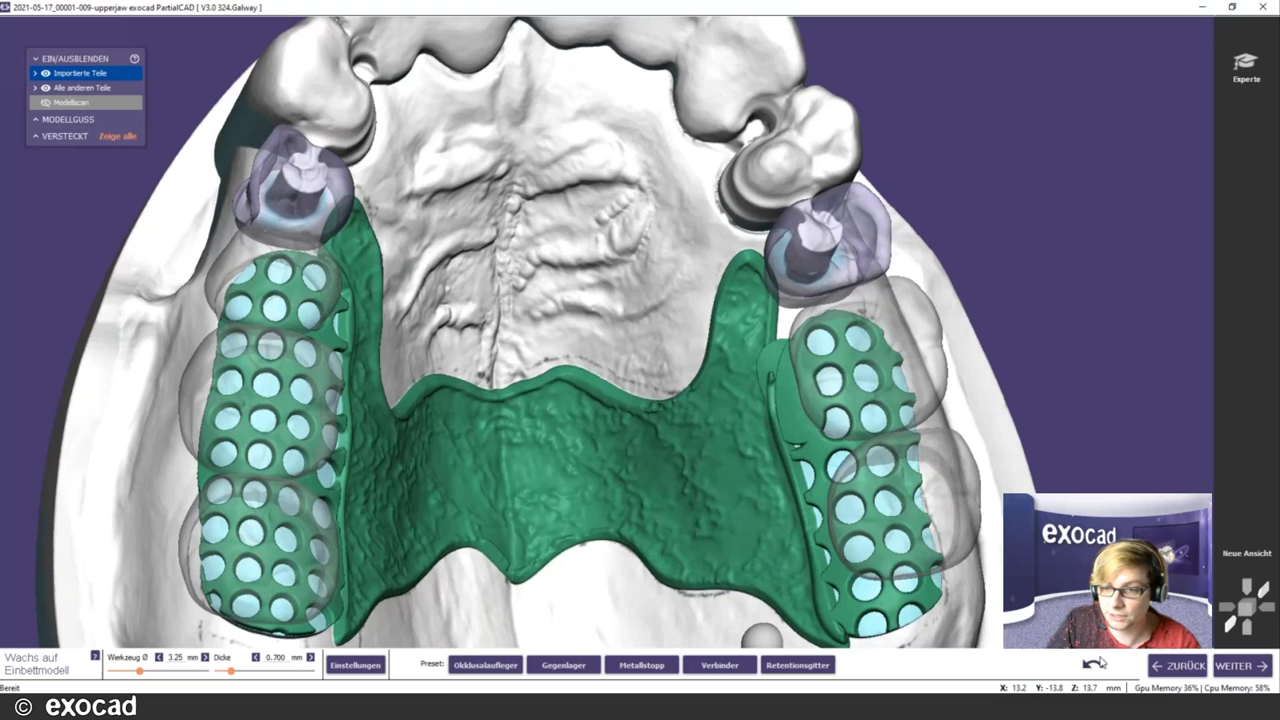 2021-05-17_00001-009-upperjaw exocad PartialCAD [ V3.0 324.Galway ]
EIN/AUSBLENDEN ?
Importierte Teile
Alle anderen Teile
Modellscan
MODELLGUSS
VERSTECKT Zeige alle
Experte
exocad
Neue Ansicht
Wachs auf Einbettmodell ? Werkzeug Ø 3.25 mm Dicke 0.700 mm Einstellungen Preset: Okklusalauflager Gegenlager Metallstopp Verbinder Retentionsgitter ZURÜCK WEITER
Bereit X: 13.2 Y: -13.8 Z: 13.7 mm Gpu Memory 36% | Cpu Memory: 58%
© exocad